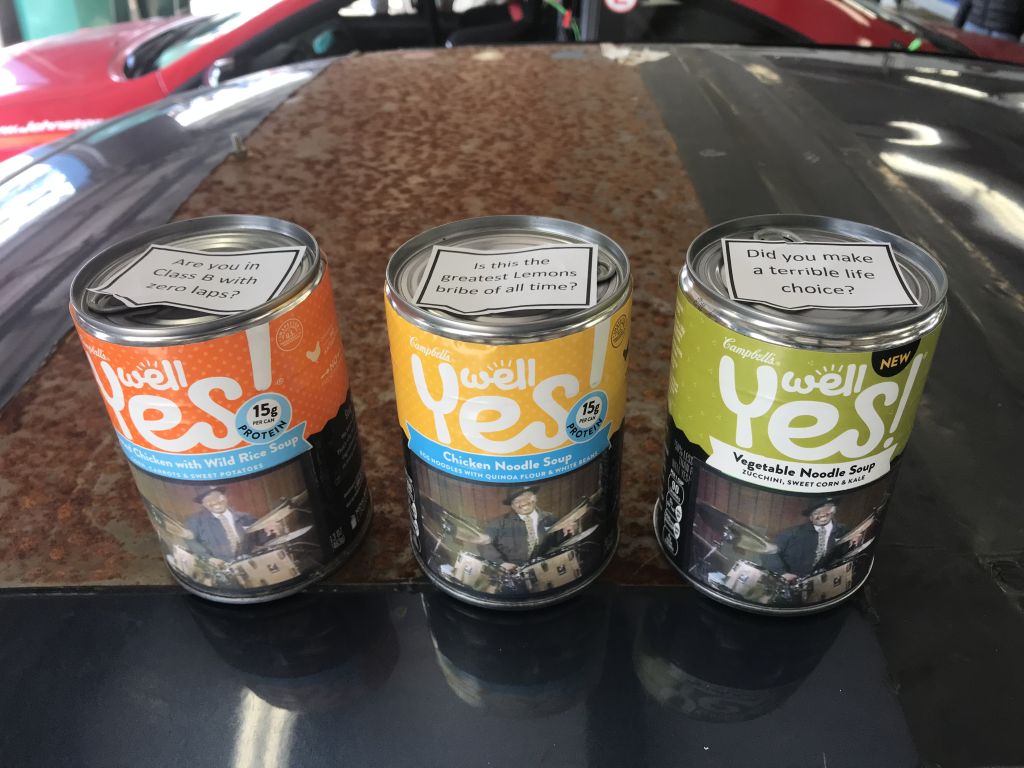 Are you in
Class B with
zero laps?
Is this the
greatest Lemons
bribe of all time?
Did you make
a terrible life
choice?
Campbell's
well
Yes!
15g
PER CAN
PROTEIN
Chicken with Wild Rice Soup
CARROTS & SWEET POTATOES
Campbell's
well
Yes!
15g
PER CAN
PROTEIN
Chicken Noodle Soup
EGG NOODLES WITH QUINOA FLOUR & WHITE BEANS
Campbell's
NEW
well
Yes!
Vegetable Noodle Soup
ZUCCHINI, SWEET CORN & KALE